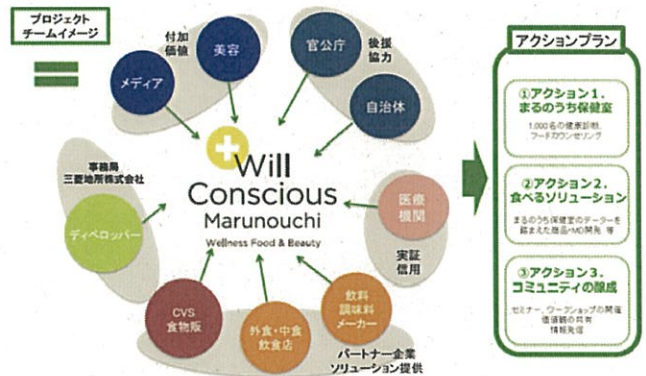 プロジェクト
チームイメージ
付加
価値
美容
メディア
官公庁
後援
協力
自治体
事務局
三菱地所株式会社
ディベロッパー
Will
Conscious
Marunouchi
Wellness Food & Beauty
医療
機関
実証
信用
CVS
食物販
外食・中食
飲食店
飲料
調味料
メーカー
パートナー企業
ソリューション提供
アクションプラン
①アクション1.
まるのうち保健室
1,000名の健康診断、
フードカウンセリング
②アクション2.
食べるソリューション
まるのうち保健室のデーターを
踏まえた商品・MD開発 等
③アクション3.
コミュニティの醸成
セミナー、ワークショップの開催
価値観の共有
情報発信